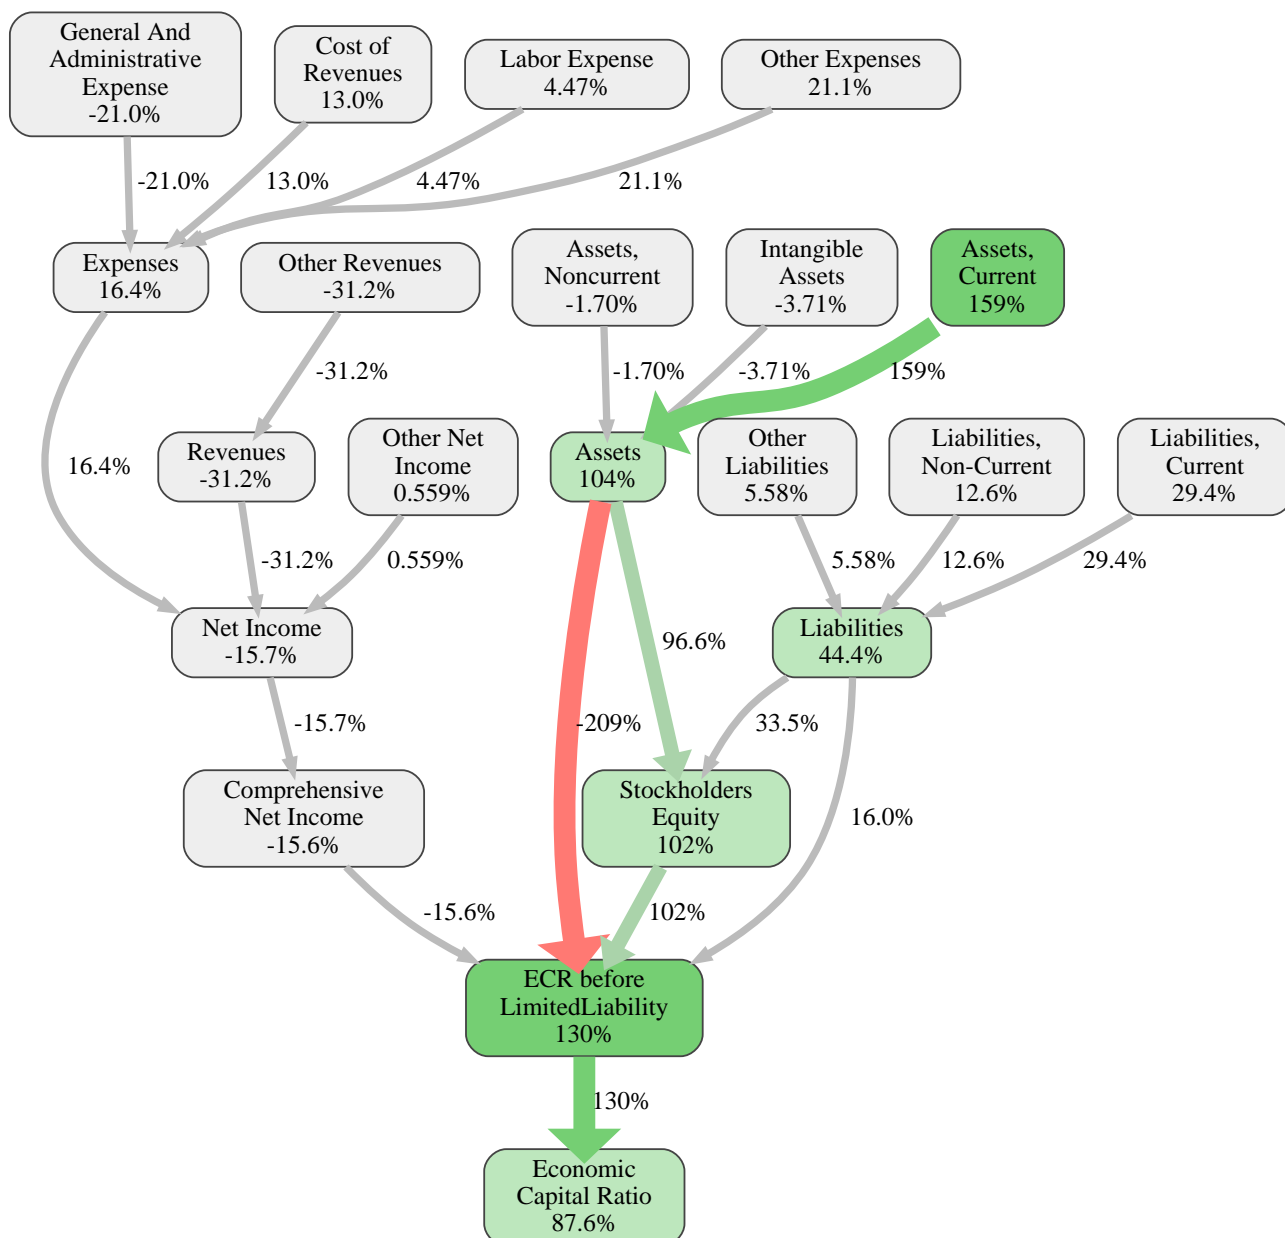 General And
Administrative
Expense
-21.0%
Cost of
Revenues
13.0%
Labor Expense
4.47%
Other Expenses
21.1%
-21.0%
13.0%
4.47%
21.1%
Expenses
16.4%
Other Revenues
-31.2%
Assets,
Noncurrent
-1.70%
Intangible
Assets
-3.71%
Assets,
Current
159%
-31.2%
-1.70%
-3.71%
159%
16.4%
Revenues
-31.2%
Other Net
Income
0.559%
Assets
104%
Other
Liabilities
5.58%
Liabilities,
Non-Current
12.6%
Liabilities,
Current
29.4%
-31.2%
0.559%
5.58%
12.6%
29.4%
Net Income
-15.7%
96.6%
Liabilities
44.4%
-15.7%
-209%
33.5%
Comprehensive
Net Income
-15.6%
Stockholders
Equity
102%
16.0%
-15.6%
102%
ECR before
LimitedLiability
130%
130%
Economic
Capital Ratio
87.6%